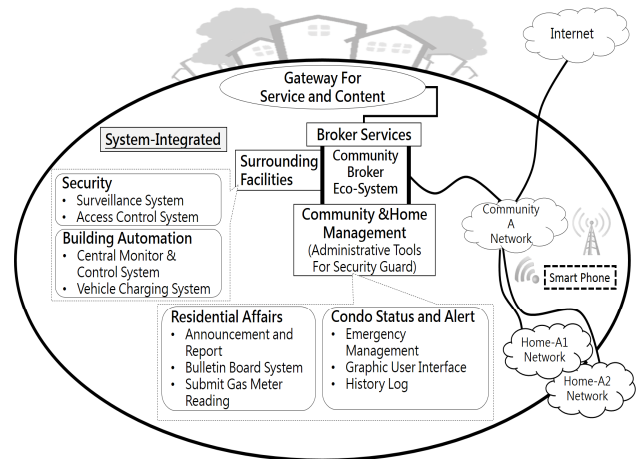 Internet
Gateway For
Service and Content
System-Integrated
Broker Services
Surrounding
Facilities
Community
Broker
Eco-System
Security
• Surveillance System
• Access Control System
Building Automation
• Central Monitor &
Control System
• Vehicle Charging System
Community &Home
Management
(Administrative Tools
For Security Guard)
Community
A
Network
Smart Phone
Residential Affairs
• Announcement and
Report
• Bulletin Board System
• Submit Gas Meter
Reading
Condo Status and Alert
• Emergency
Management
• Graphic User Interface
• History Log
Home-A1
Network
Home-A2
Network